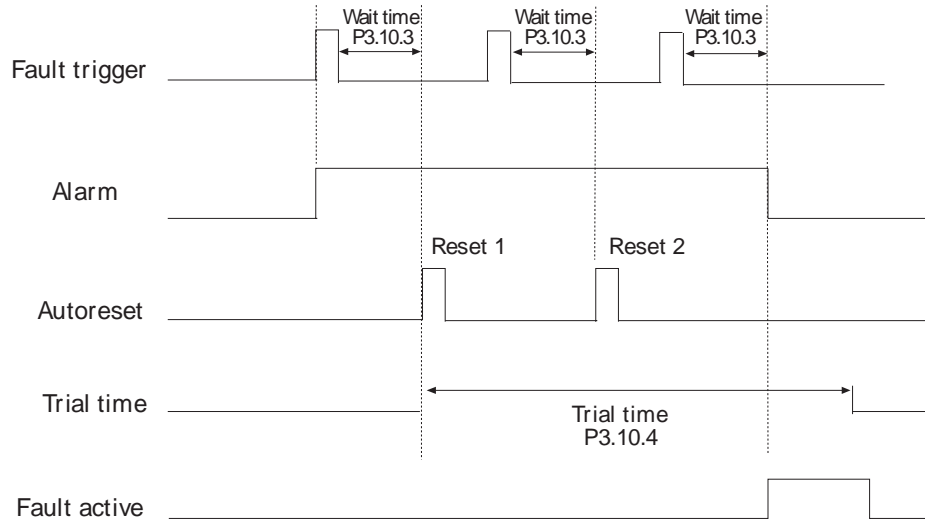 Wait time
P3.10.3
Wait time
P3.10.3
Wait time
P3.10.3
Fault trigger
Alarm
Reset 1
Reset 2
Autoreset
Trial time
Trial time
P3.10.4
Fault active